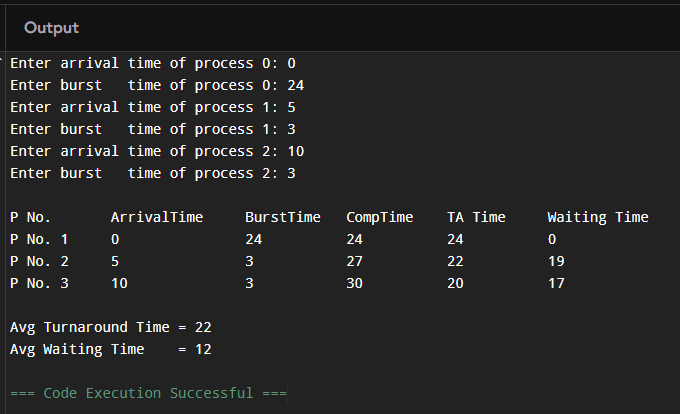 Output
Enter arrival time of process 0: 0
Enter burst   time of process 0: 24
Enter arrival time of process 1: 5
Enter burst   time of process 1: 3
Enter arrival time of process 2: 10
Enter burst   time of process 2: 3
P No.       ArrivalTime     BurstTime   CompTime    TA Time     Waiting Time
P No. 1     0               24          24          24          0
P No. 2     5               3           27          22          19
P No. 3     10              3           30          20          17
Avg Turnaround Time = 22
Avg Waiting Time    = 12
=== Code Execution Successful ===